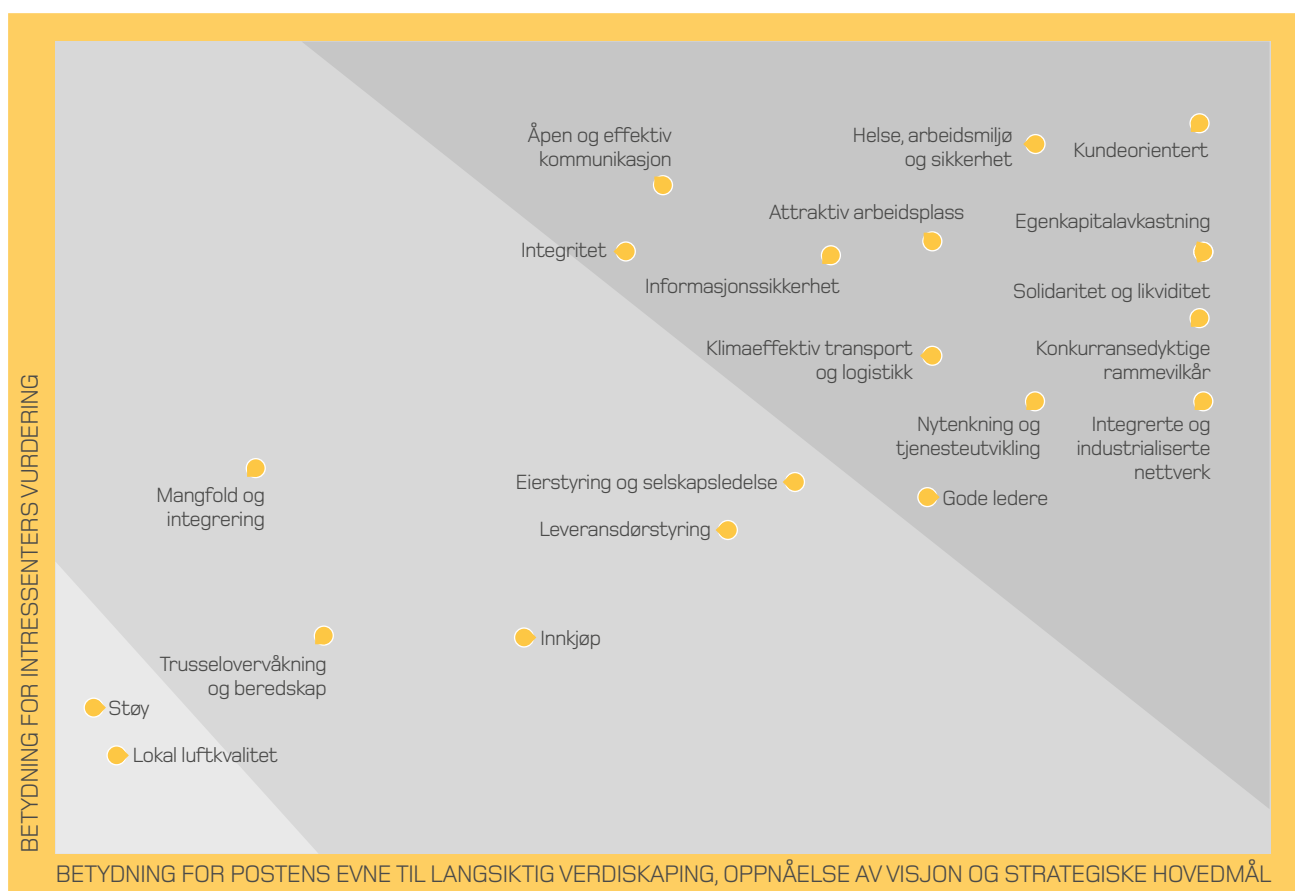 Åpen og effektiv
kommunikasjon
Helse, arbeidsmiljø
og sikkerhet
Kundeorientert
Attraktiv arbeidsplass
Egenkapitalavkastning
Integritet
Informasjonssikkerhet
Solidaritet og likviditet
Klimaeffektiv transport
og logistikk
Konkurransedyktige
rammevilkår
Nytenkning og
tjenesteutvikling
Integrerte og
industrialiserte
nettverk
Mangfold og
integrering
Eierstyring og selskapsledelse
Gode ledere
Leveransdørstyring
Trusselovervåkning
og beredskap
Innkjøp
Støy
Lokal luftkvalitet
BETYDNING FOR INTRESSENTERS VURDERING
BETYDNING FOR POSTENS EVNE TIL LANGSIKTIG VERDISKAPING, OPPNÅELSE AV VISJON OG STRATEGISKE HOVEDMÅL